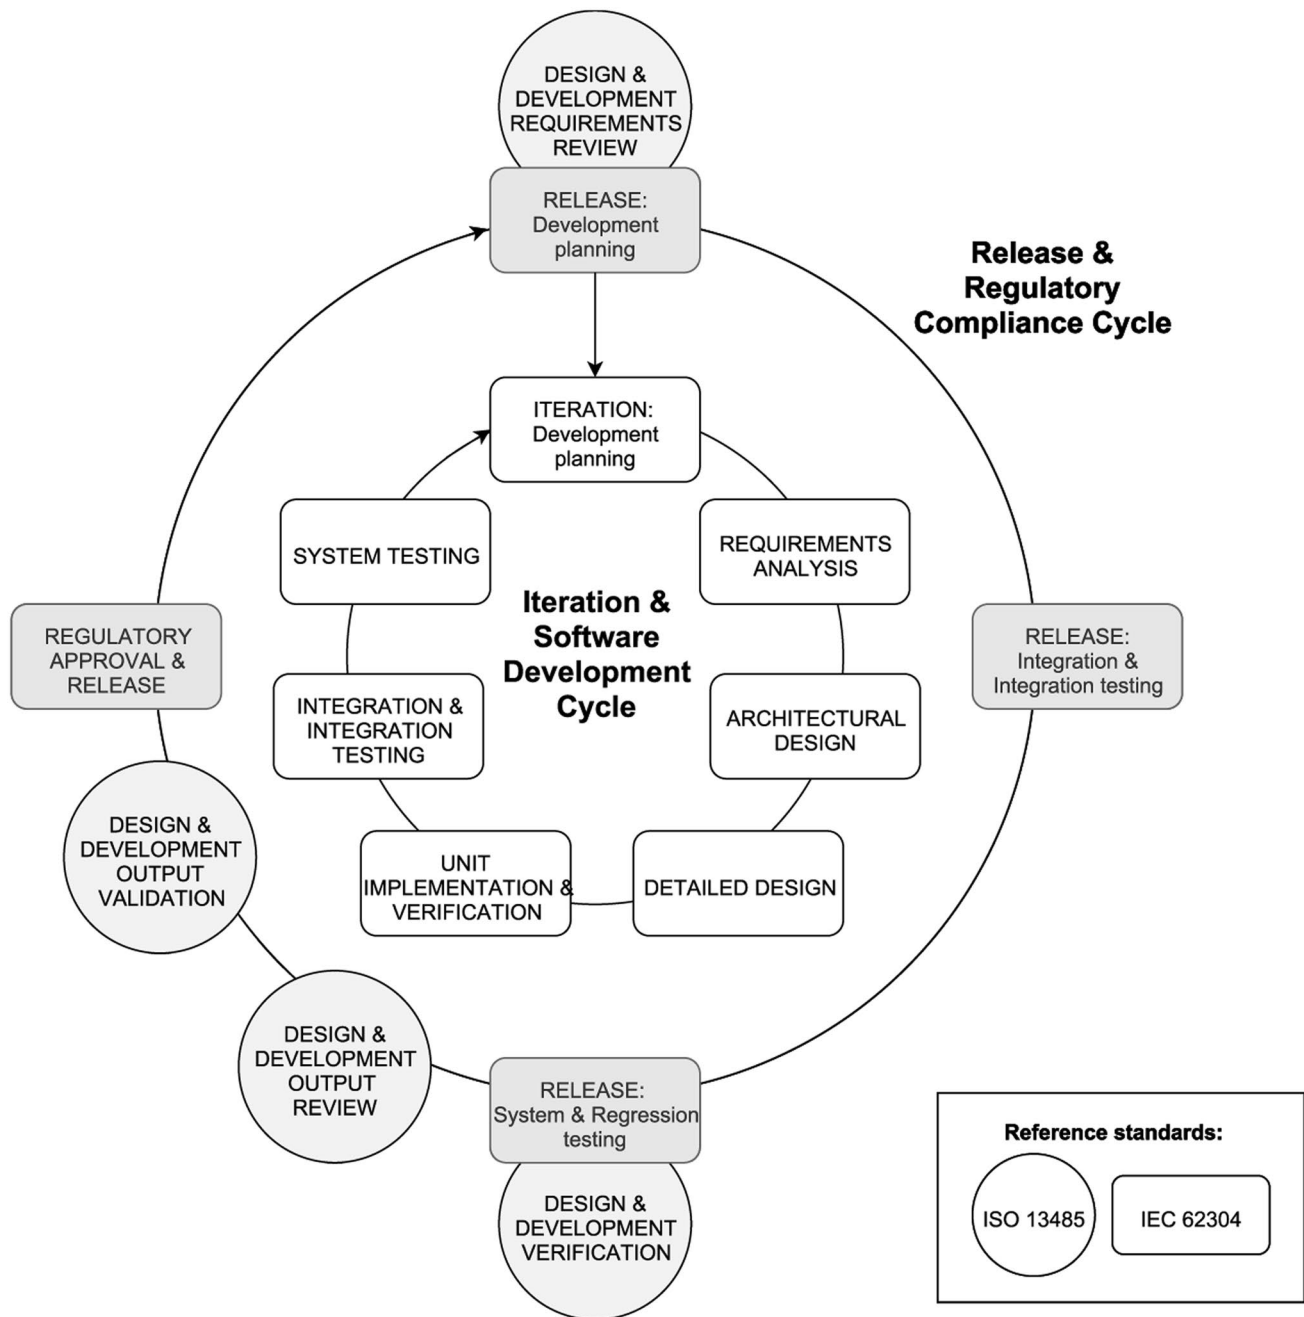 DESIGN &
DEVELOPMENT
REQUIREMENTS
REVIEW
RELEASE:
Development
planning
Release &
Regulatory
Compliance Cycle
ITERATION:
Development
planning
SYSTEM TESTING
REQUIREMENTS
ANALYSIS
Iteration &
Software
Development
Cycle
REGULATORY
APPROVAL &
RELEASE
RELEASE:
Integration &
Integration testing
INTEGRATION &
INTEGRATION
TESTING
ARCHITECTURAL
DESIGN
DESIGN &
DEVELOPMENT
OUTPUT
VALIDATION
UNIT
IMPLEMENTATION &
VERIFICATION
DETAILED DESIGN
DESIGN &
DEVELOPMENT
OUTPUT
REVIEW
RELEASE:
System & Regression
testing
DESIGN &
DEVELOPMENT
VERIFICATION
Reference standards:
ISO 13485
IEC 62304